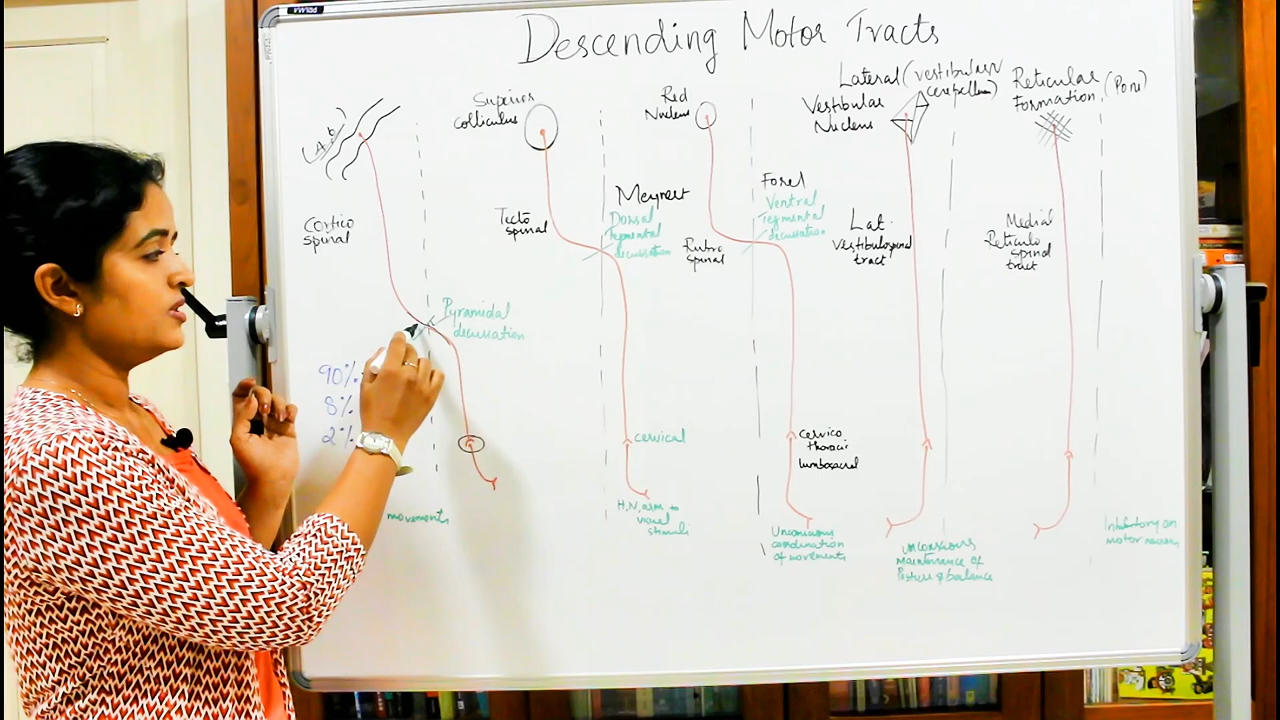 Descending Motor Tracts
(4,6)
Cortico
spinal
Pyramidal
decussation
90%
8%
2%
movements
Superior
colliculus
Tecto
spinal
Meynert
Dorsal
Tegmental
decussation
cervical
H, N, arm to
visual
stimuli
Red
Nucleus
Rubro
spinal
Forel
Ventral
Tegmental
decussation
Cervico
thoracic
lumbosacral
Unconscious
coordination
of movements
Lateral (vestibular
Vestibular cerebellum)
Nucleus
Lat.
Vestibulospinal
tract
Unconscious
maintenance of
Posture & balance
Reticular
Formation, (Pons)
Medial
Reticulo
spinal
tract
Inhibitory on
motor neurons